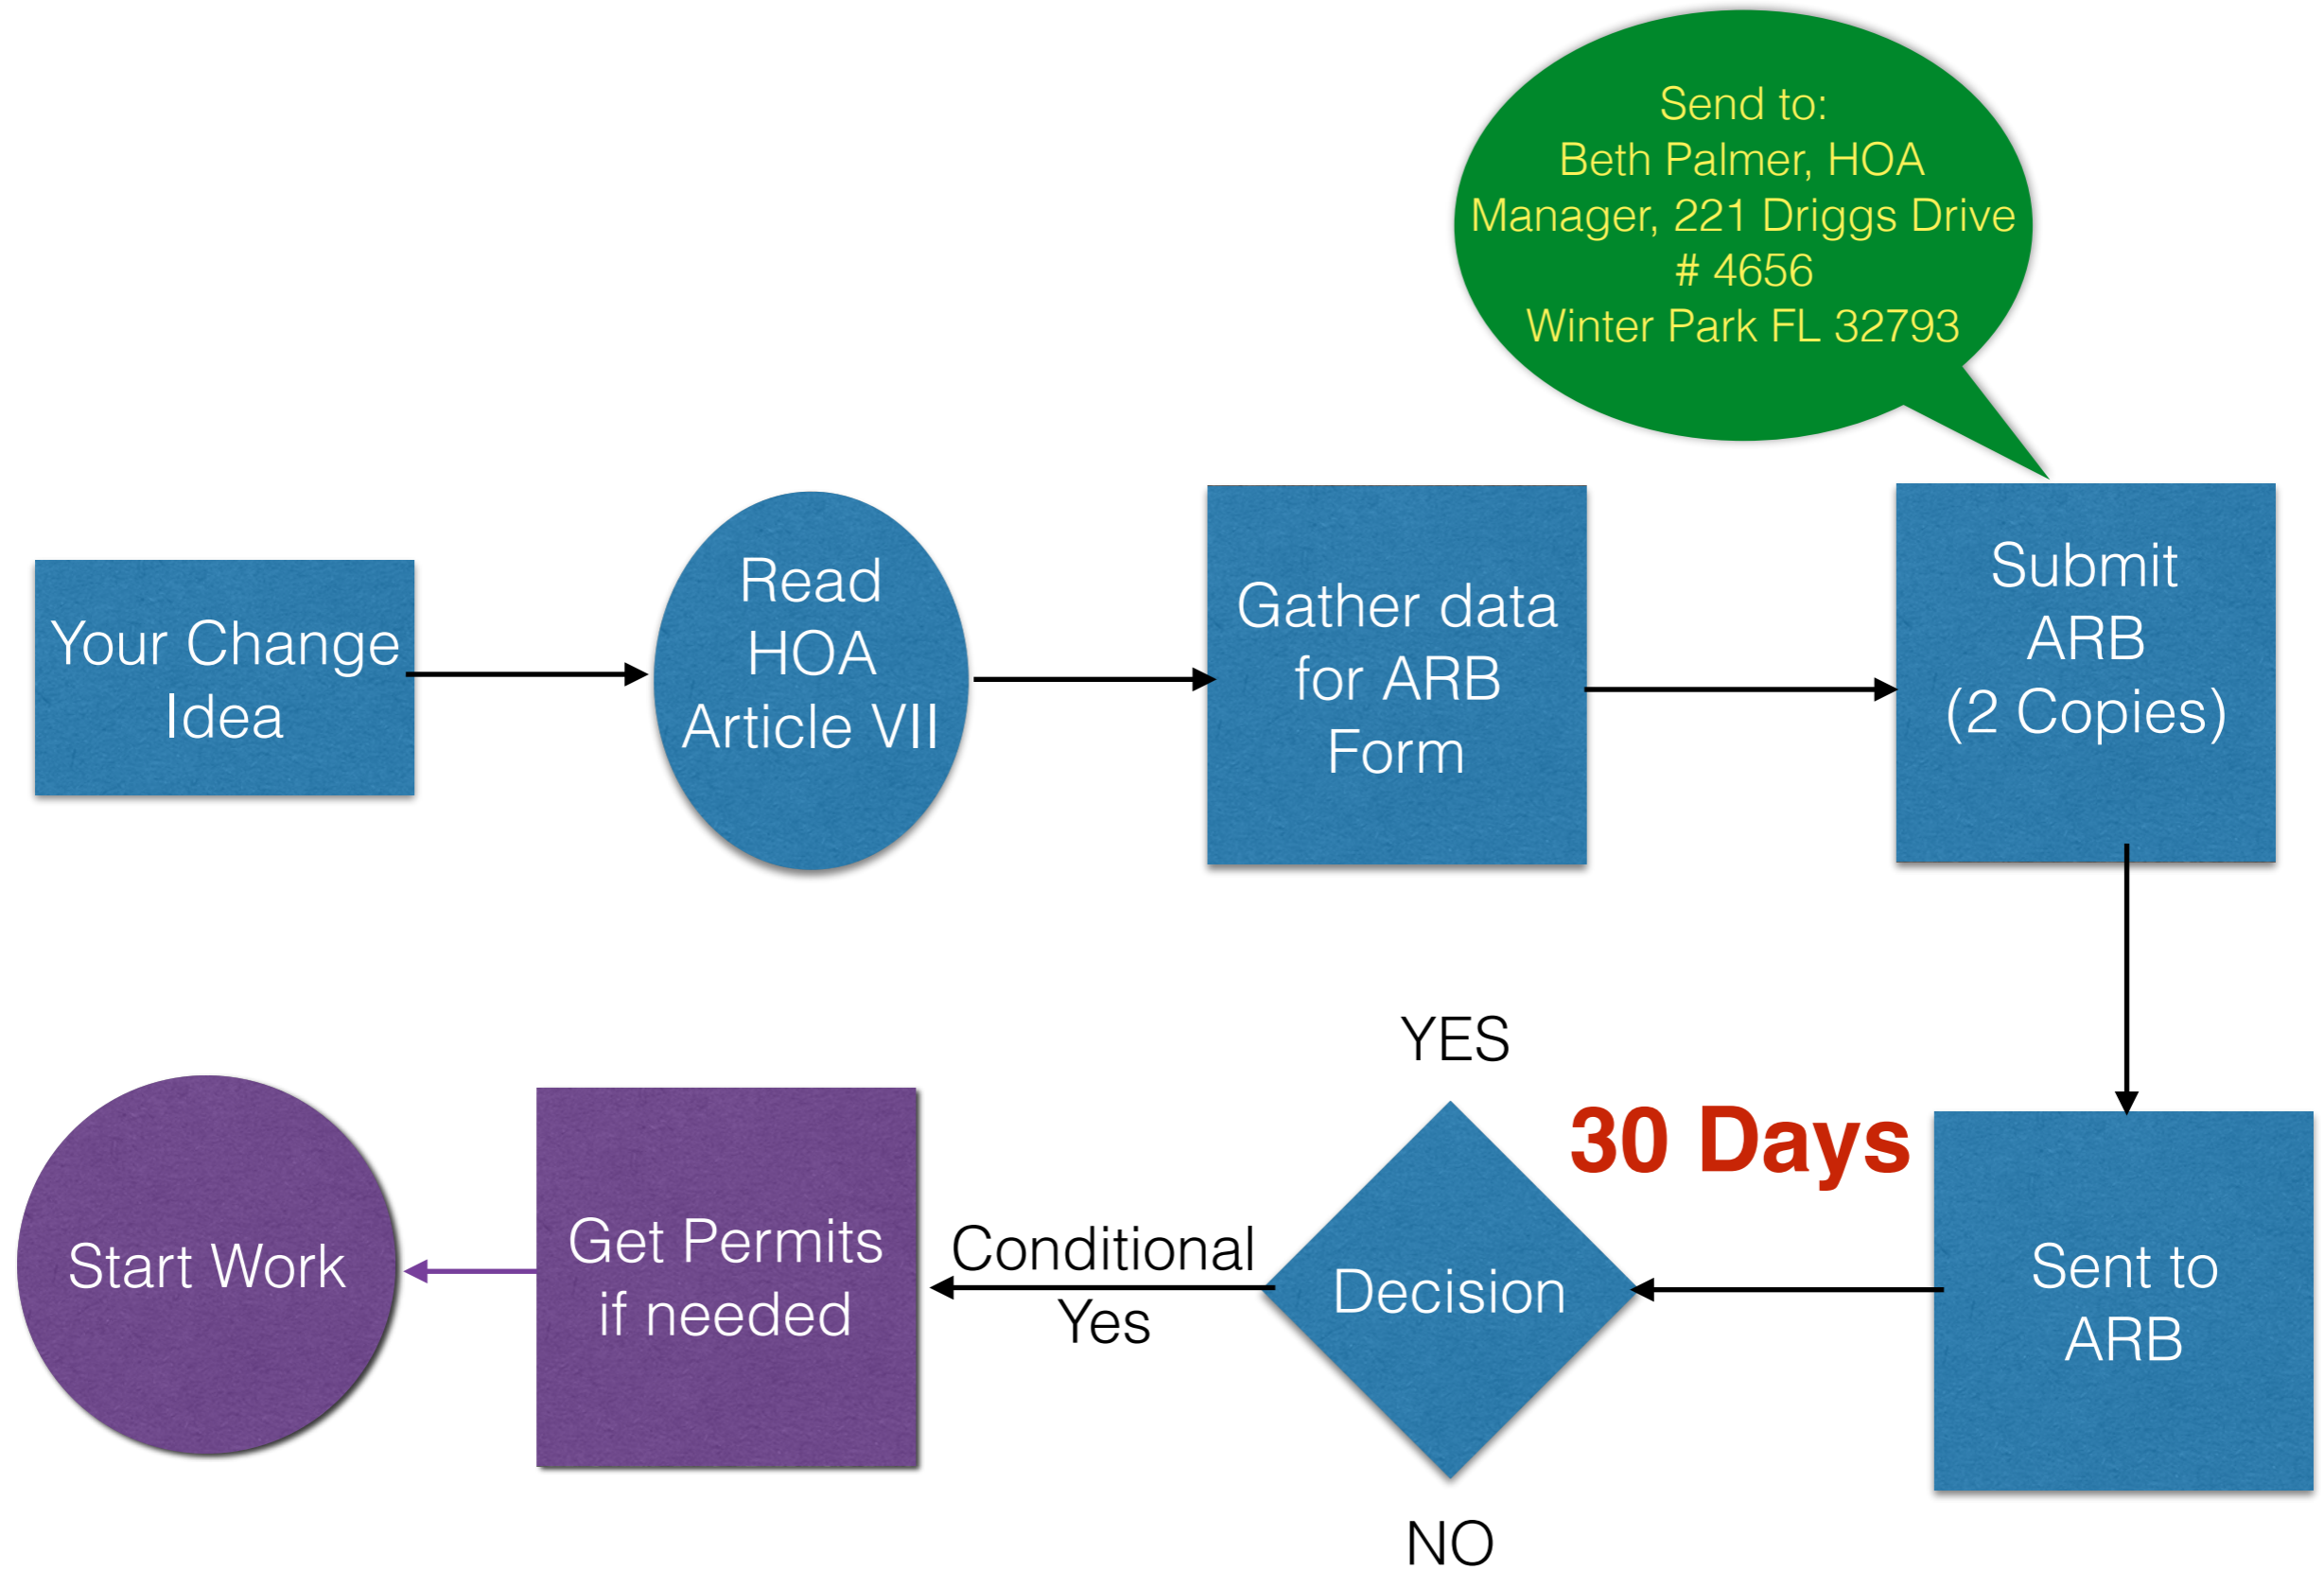 Send to:
Beth Palmer, HOA
Manager, 221 Driggs Drive
# 4656
Winter Park FL 32793
Your Change
Idea
Read
HOA
Article VII
Gather data
for ARB
Form
Submit
ARB
(2 Copies)
Sent to
ARB
30 Days
YES
Decision
NO
Conditional
Yes
Get Permits
if needed
Start Work